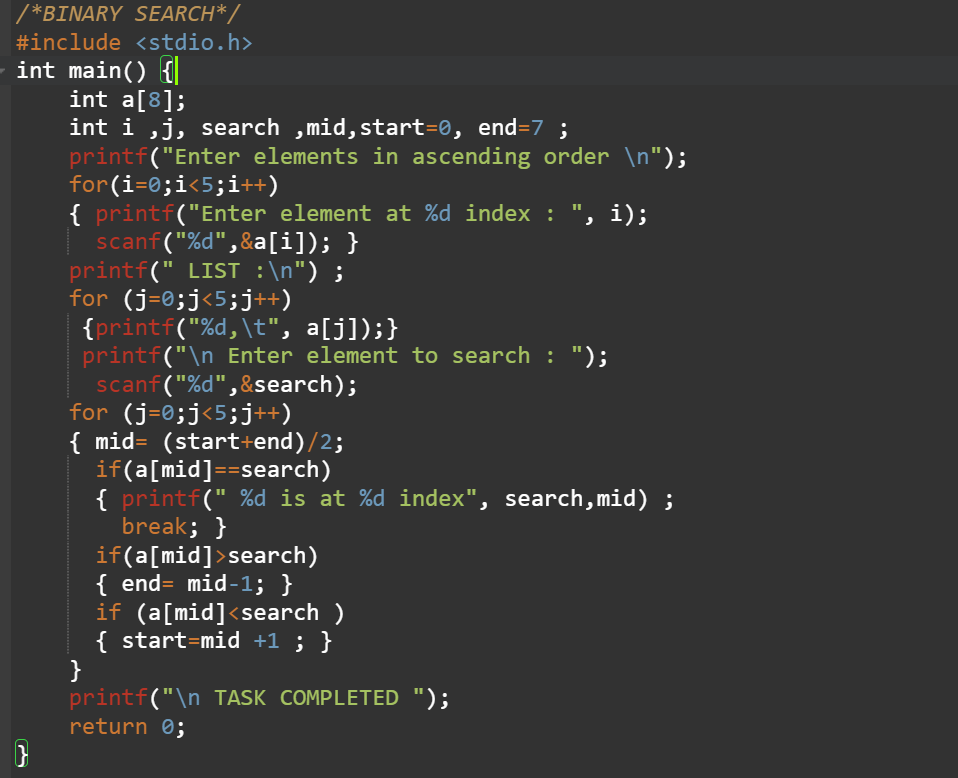 /*BINARY SEARCH*/
#include <stdio.h>
int main() {
    int a[8];
    int i ,j, search ,mid,start=0, end=7 ;
    printf("Enter elements in ascending order \n");
    for(i=0;i<5;i++)
    { printf("Enter element at %d index : ", i);
      scanf("%d",&a[i]); }
    printf(" LIST :\n") ;
    for (j=0;j<5;j++)
     {printf("%d,\t", a[j]);}
     printf("\n Enter element to search : ");
      scanf("%d",&search);
    for (j=0;j<5;j++)
    { mid= (start+end)/2;
      if(a[mid]==search)
      { printf(" %d is at %d index", search,mid) ;
        break; }
      if(a[mid]>search)
      { end= mid-1; }
      if (a[mid]<search )
      { start=mid +1 ; }
    }
    printf("\n TASK COMPLETED ");
    return 0;
}